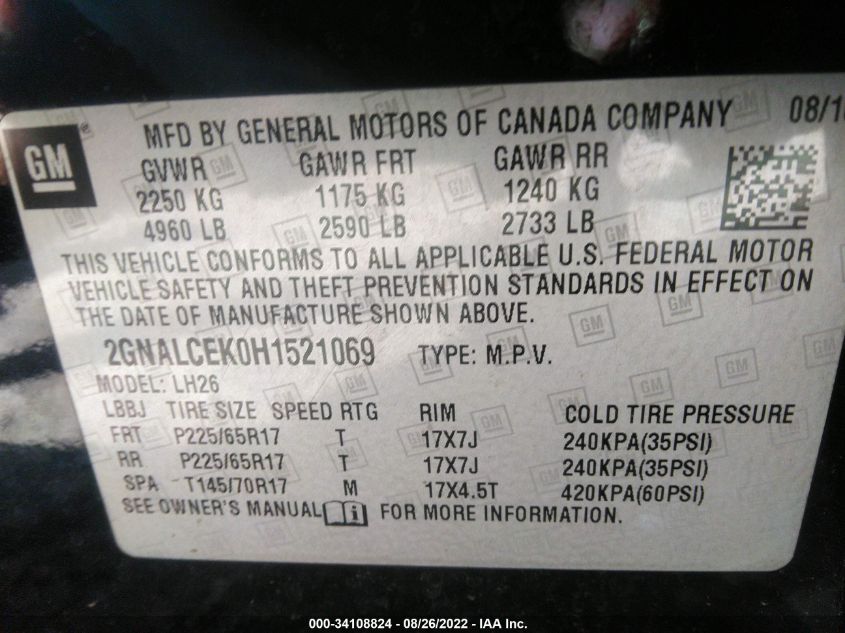 GM
MFD BY GENERAL MOTORS OF CANADA COMPANY 08/1
GVWR GAWR FRT GAWR RR
2250 KG 1175 KG 1240 KG
4960 LB 2590 LB 2733 LB
THIS VEHICLE CONFORMS TO ALL APPLICABLE U.S. FEDERAL MOTOR
VEHICLE SAFETY AND THEFT PREVENTION STANDARDS IN EFFECT ON
THE DATE OF MANUFACTURE SHOWN ABOVE.
2GNALCEK0H1521069 TYPE: M.P.V.
MODEL: LH26
LBBJ TIRE SIZE SPEED RTG RIM COLD TIRE PRESSURE
FRT P225/65R17 T 17X7J 240KPA(35PSI)
RR P225/65R17 T 17X7J 240KPA(35PSI)
SPA T145/70R17 M 17X4.5T 420KPA(60PSI)
SEE OWNER'S MANUAL i FOR MORE INFORMATION.
000-34108824 - 08/26/2022 - IAA Inc.